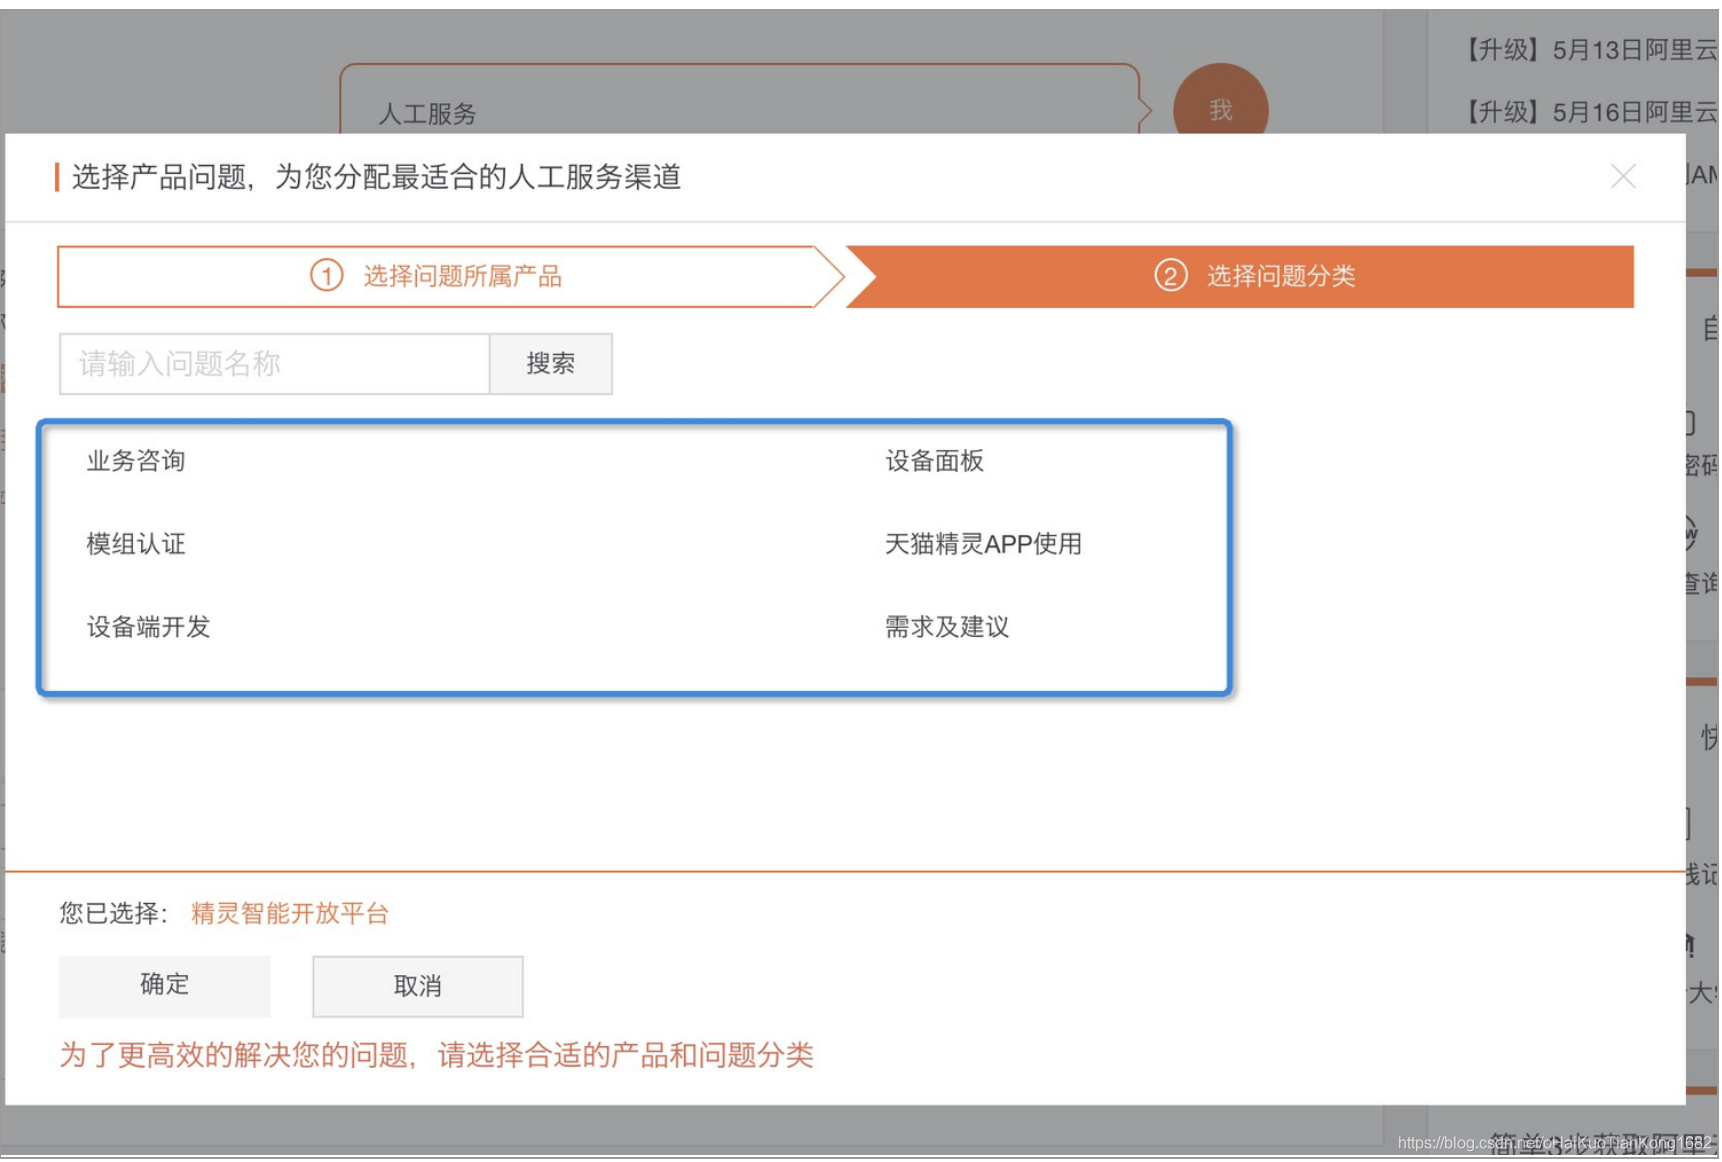 【升级】5月13日阿里云
人工服务
我
【升级】5月16日阿里云
选择产品问题，为您分配最适合的人工服务渠道
① 选择问题所属产品
② 选择问题分类
请输入问题名称
搜索
业务咨询
设备面板
密码
模组认证
天猫精灵APP使用
查询
设备端开发
需求及建议
您已选择： 精灵智能开放平台
确定
取消
为了更高效的解决您的问题，请选择合适的产品和问题分类
https://blog.csdn.net/oHaiKuoTianKong1682